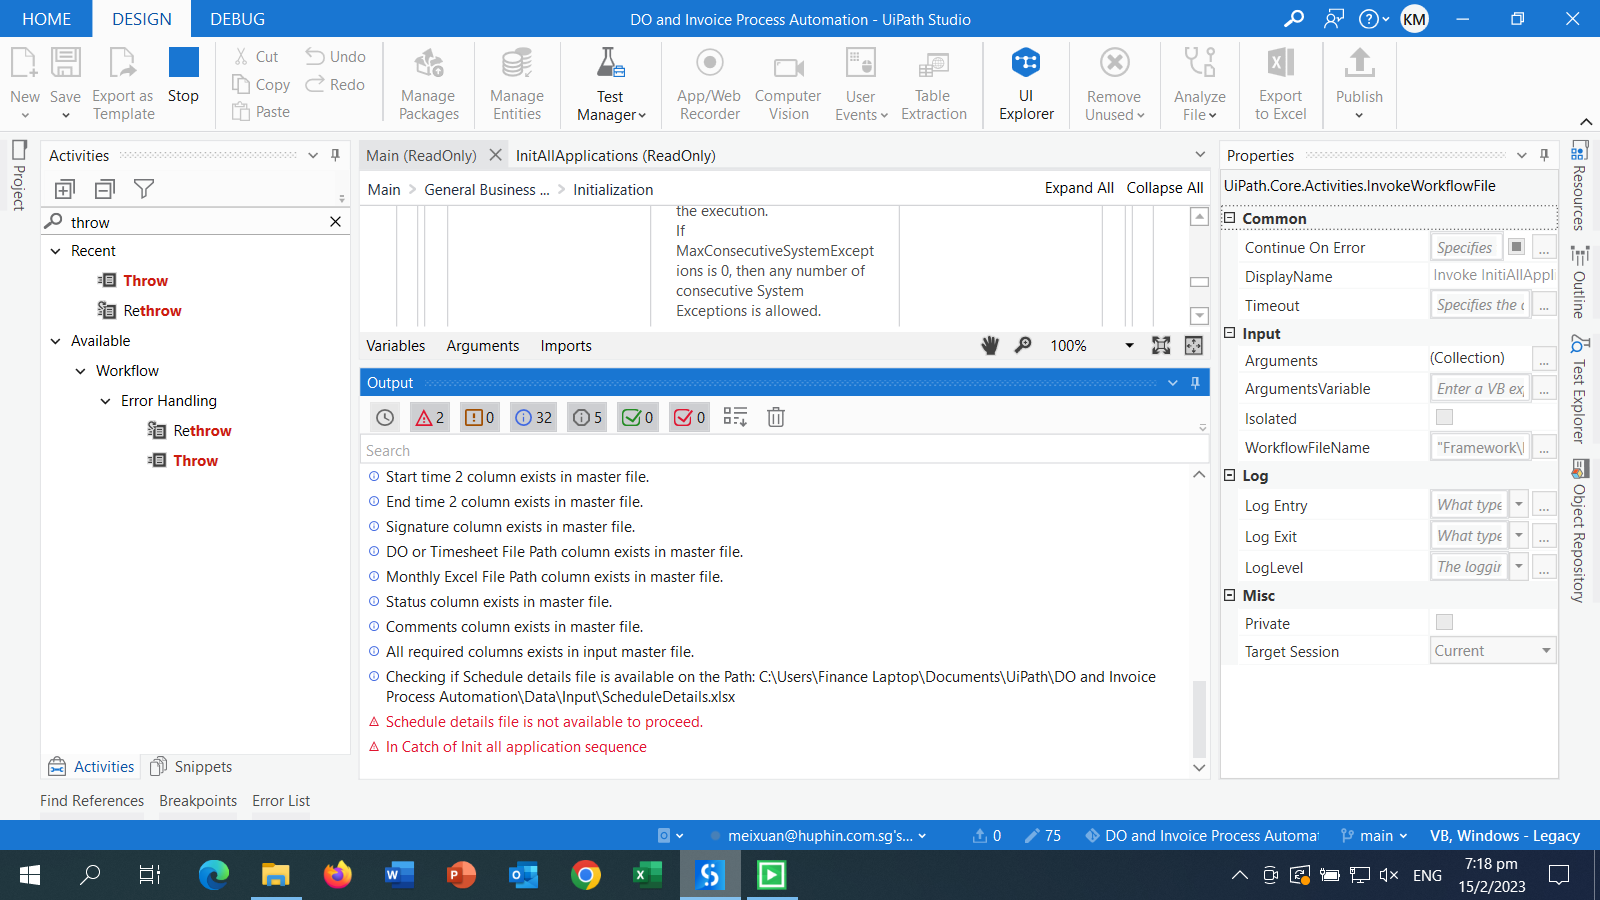 HOME
DESIGN
DEBUG
DO and Invoice Process Automation - UiPath Studio
KM
New
Save
Export as
Template
Stop
Cut
Copy
Paste
Undo
Redo
Manage
Packages
Manage
Entities
Test
Manager
App/Web
Recorder
Computer
Vision
User
Events
Table
Extraction
UI
Explorer
Remove
Unused
Analyze
File
Export
to Excel
Publish
Project
Activities
throw
Recent
Throw
Rethrow
Available
Workflow
Error Handling
Rethrow
Throw
Activities
Snippets
Main (ReadOnly)
InitAllApplications (ReadOnly)
Main > General Business ... > Initialization
Expand All
Collapse All
the execution.
If
MaxConsecutiveSystemExcept
ions is 0, then any number of
consecutive System
Exceptions is allowed.
Variables
Arguments
Imports
100%
Output
2
0
32
5
0
0
Search
Start time 2 column exists in master file.
End time 2 column exists in master file.
Signature column exists in master file.
DO or Timesheet File Path column exists in master file.
Monthly Excel File Path column exists in master file.
Status column exists in master file.
Comments column exists in master file.
All required columns exists in input master file.
Checking if Schedule details file is available on the Path: C:\Users\Finance Laptop\Documents\UiPath\DO and Invoice
Process Automation\Data\Input\ScheduleDetails.xlsx
Schedule details file is not available to proceed.
In Catch of Init all application sequence
Properties
UiPath.Core.Activities.InvokeWorkflowFile
Common
Continue On Error
Specifies
...
DisplayName
Invoke InitiAllAppli
Timeout
Specifies the
...
Input
Arguments
(Collection)
...
ArgumentsVariable
Enter a VB ex
...
Isolated
WorkflowFileName
"Framework\
...
Log
Log Entry
What type
...
Log Exit
What type
...
LogLevel
The loggin
...
Misc
Private
Target Session
Current
Resources
Outline
Test Explorer
Object Repository
Find References
Breakpoints
Error List
meixuan@huphin.com.sg's...
0
75
DO and Invoice Process Automat
main
VB, Windows - Legacy
ENG
7:18 pm
15/2/2023